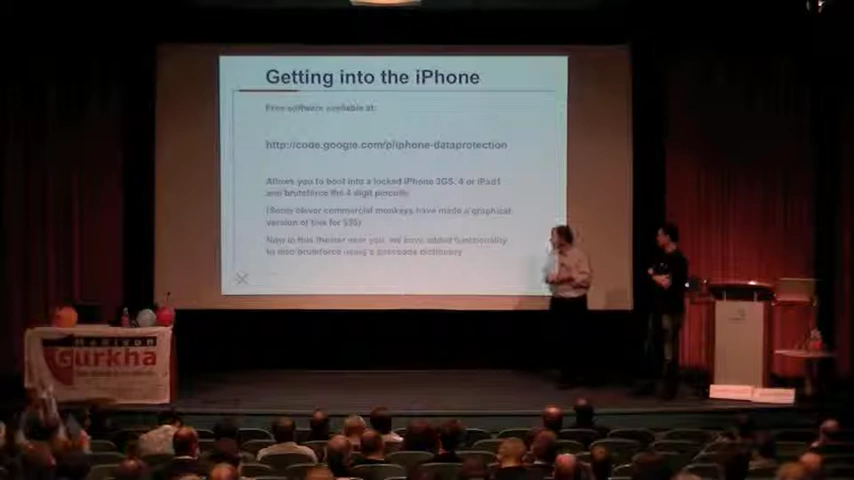 Getting into the iPhone
Free software available at:
http://code.google.com/p/iphone-dataprotection
Allows you to boot into a locked iPhone 3GS, 4 or iPad1
and bruteforce the 4 digit pincode
(Some clever commercial monkeys have made a graphical
version of this for $$$)
Now in this theater near you, we have added functionality
to also bruteforce using a passcode dictionary
Madison
Gurkha